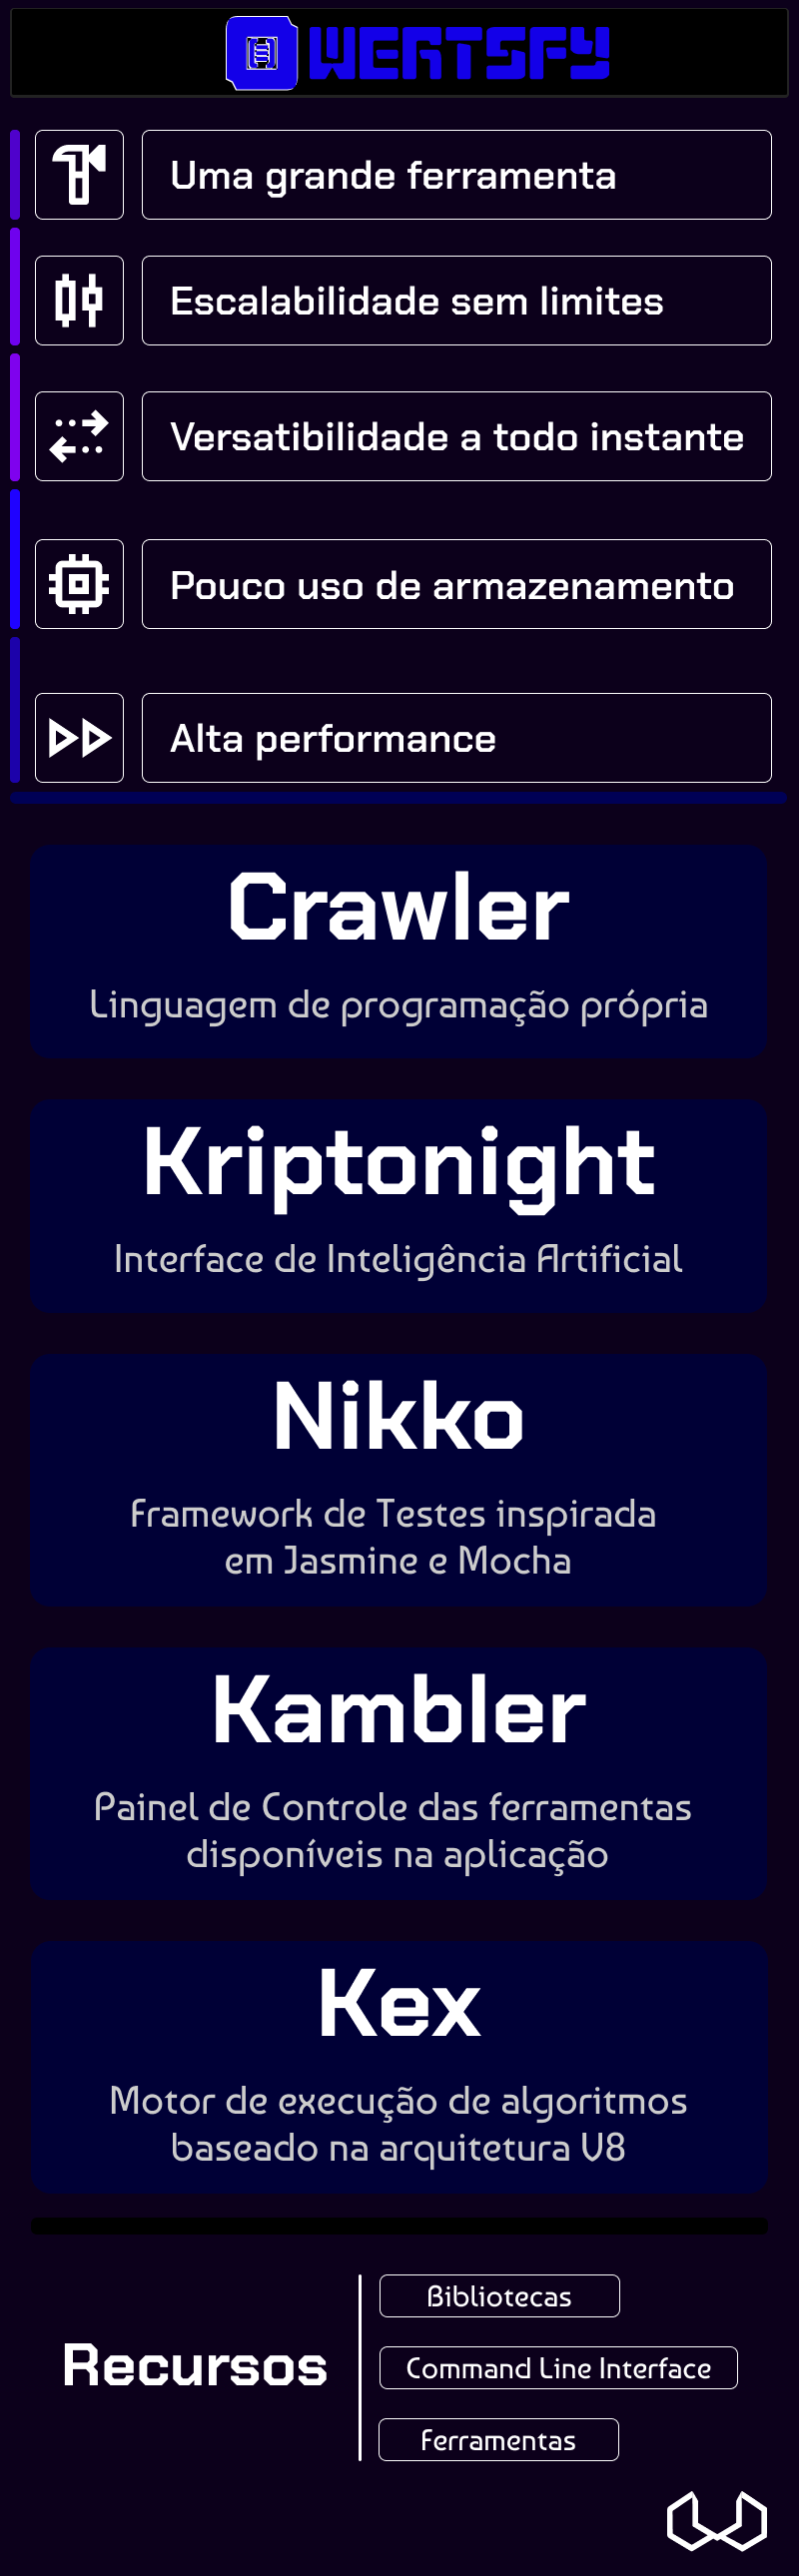 WERTSFY
Uma grande ferramenta
Escalabilidade sem limites
Versatibilidade a todo instante
Pouco uso de armazenamento
Alta performance
Crawler
Linguagem de programação própria
Kriptonight
Interface de Inteligência Artificial
Nikko
Framework de Testes inspirada
em Jasmine e Mocha
Kambler
Painel de Controle das ferramentas
disponíveis na aplicação
Kex
Motor de execução de algoritmos
baseado na arquitetura V8
Recursos
Bibliotecas
Command Line Interface
Ferramentas